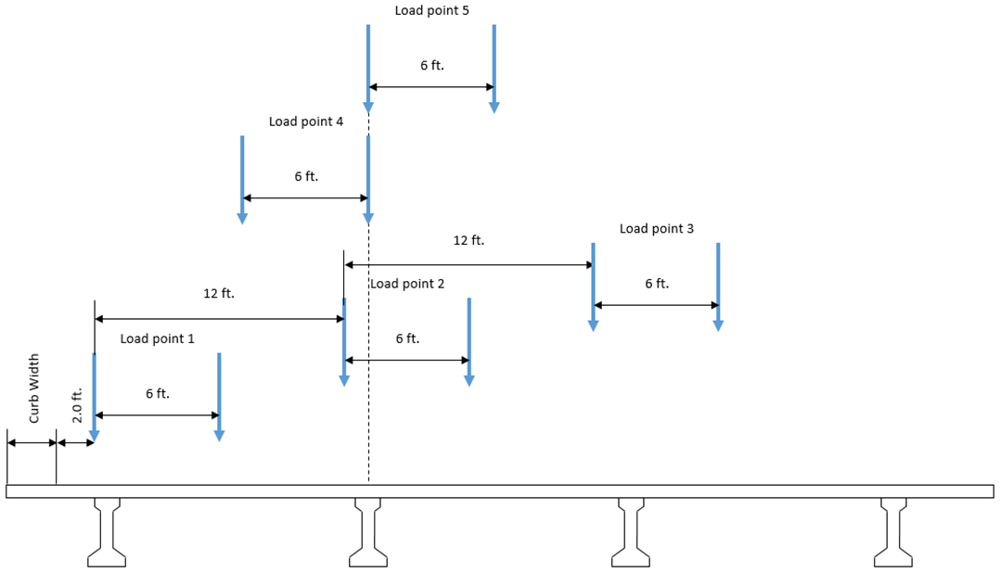 Load point 5
6 ft.
Load point 4
6 ft.
Load point 3
12 ft.
6 ft.
Load point 2
12 ft.
6 ft.
Load point 1
6 ft.
Curb Width
2.0 ft.